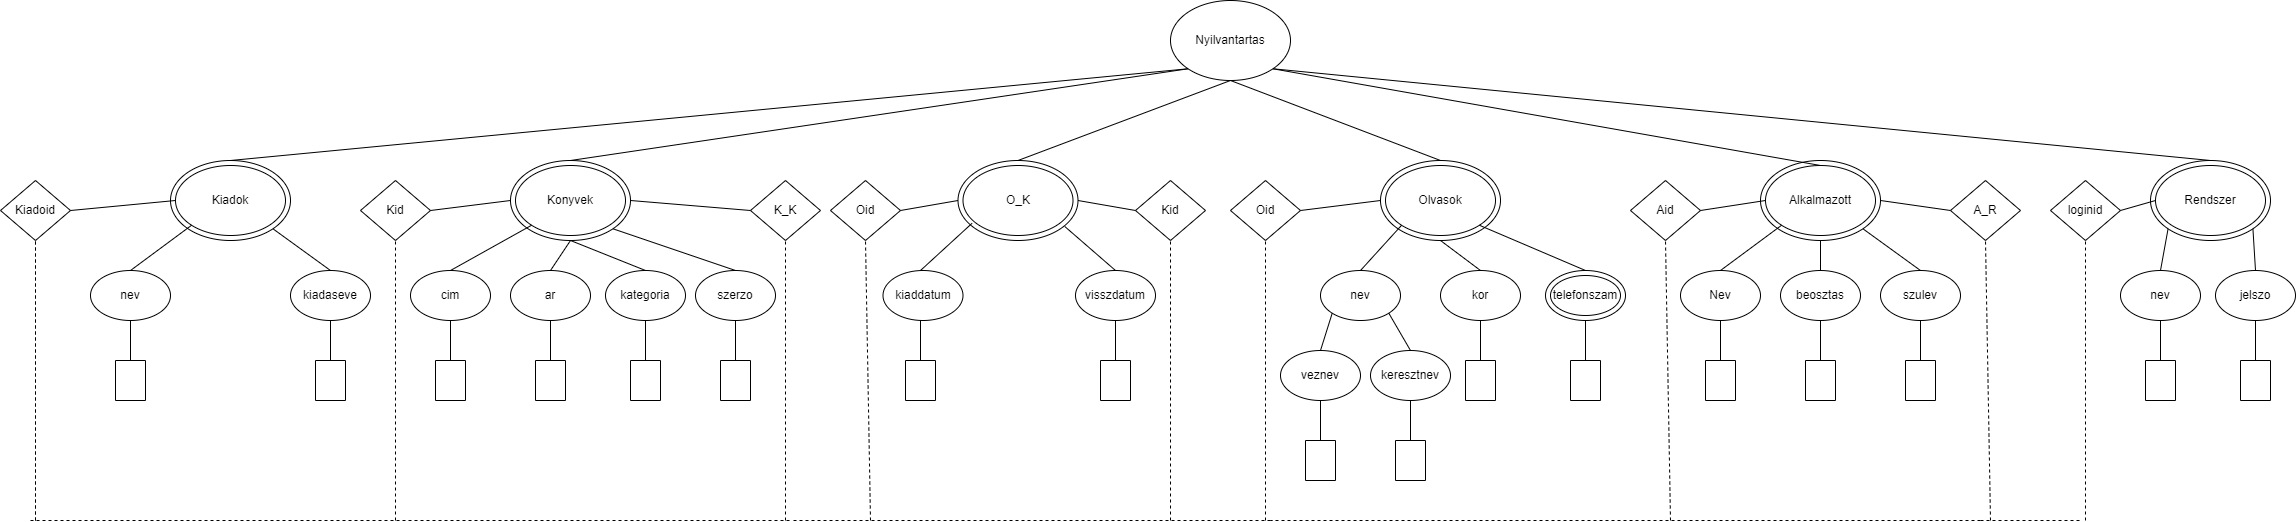 Nyilvantartas
Kiadoid
Kiadok
Kid
Konyvek
K_K
Oid
O_K
Kid
Oid
Olvasok
Aid
Alkalmazott
A_R
loginid
Rendszer
nev
kiadaseve
cim
ar
kategoria
szerzo
kiaddatum
visszdatum
nev
kor
telefonszam
Nev
beosztas
szulev
nev
jelszo
veznev
keresztnev